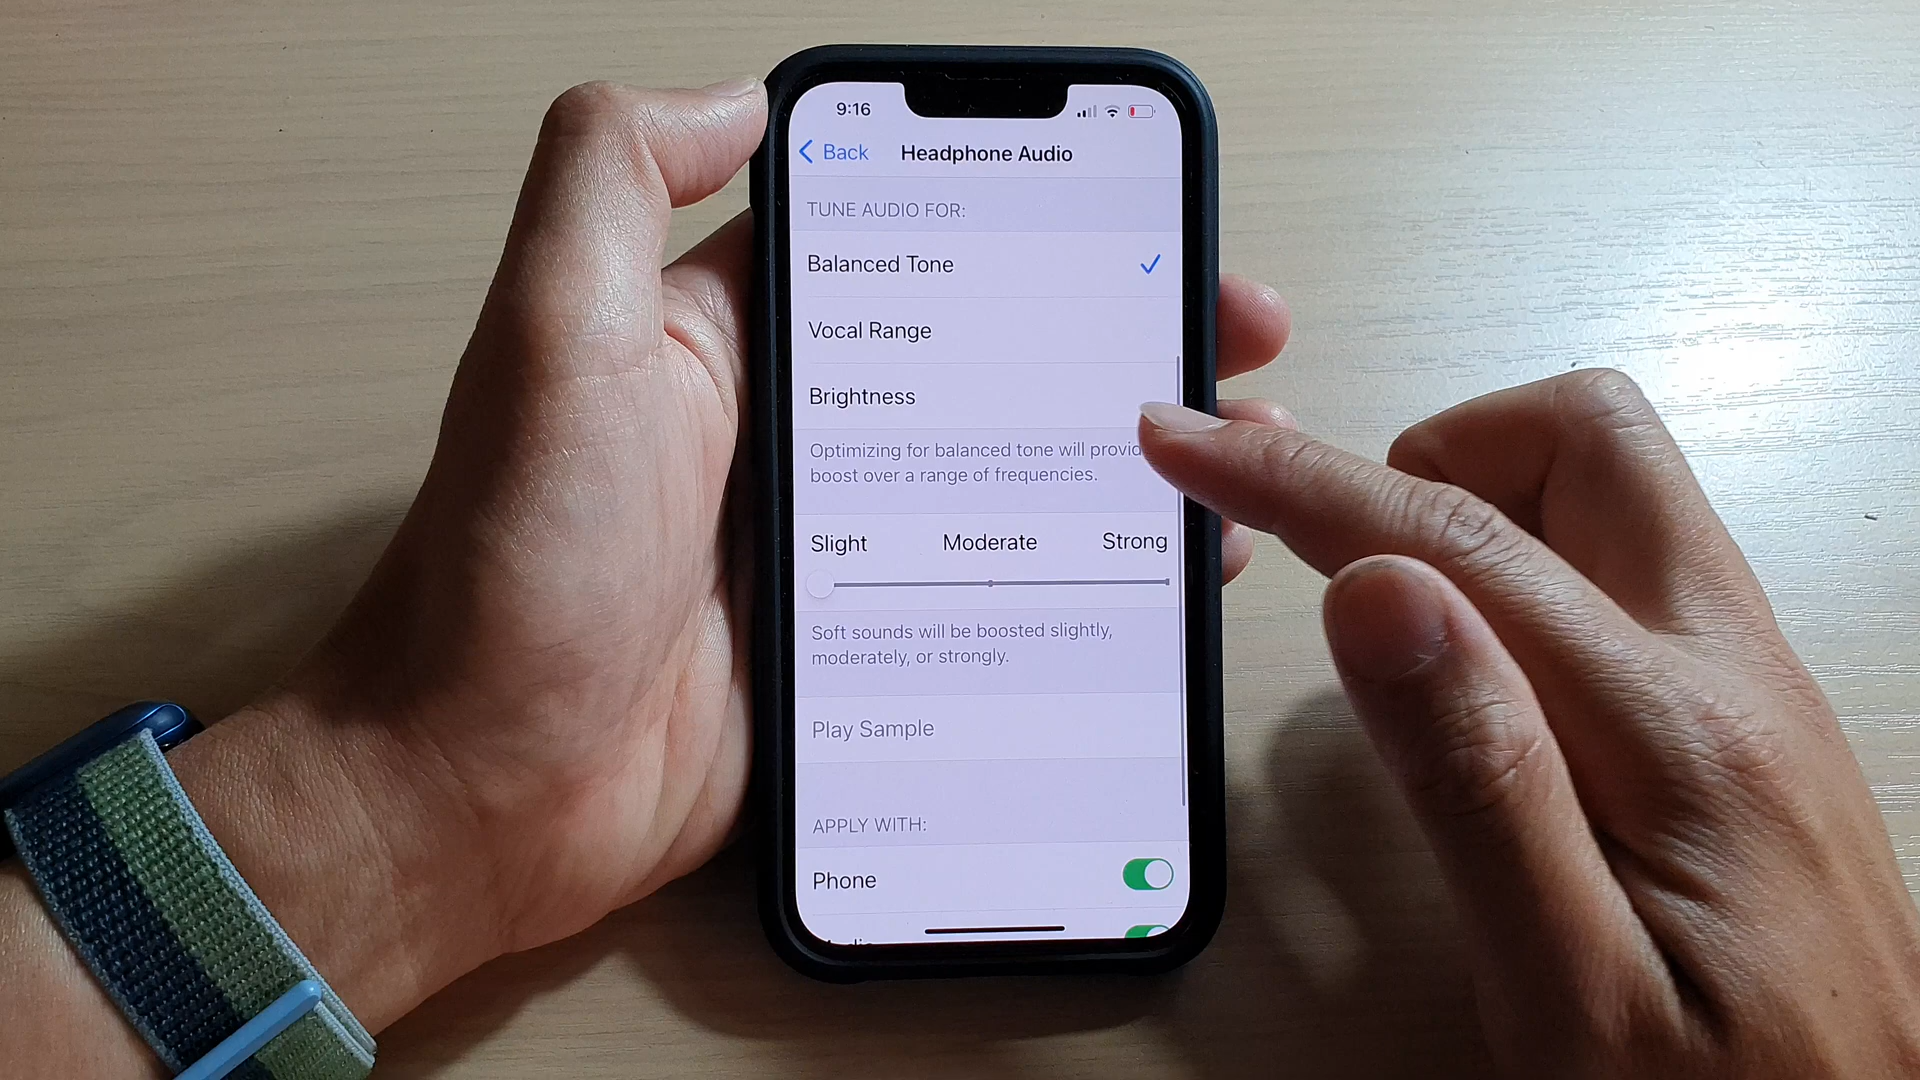 9:16
Back
Headphone Audio
TUNE AUDIO FOR:
Balanced Tone
Vocal Range
Brightness
Optimizing for balanced tone will
boost over a range of frequencies.
Slight Moderate Strong
Soft sounds will be boosted slightly,
moderately, or strongly.
Play Sample
APPLY WITH:
Phone